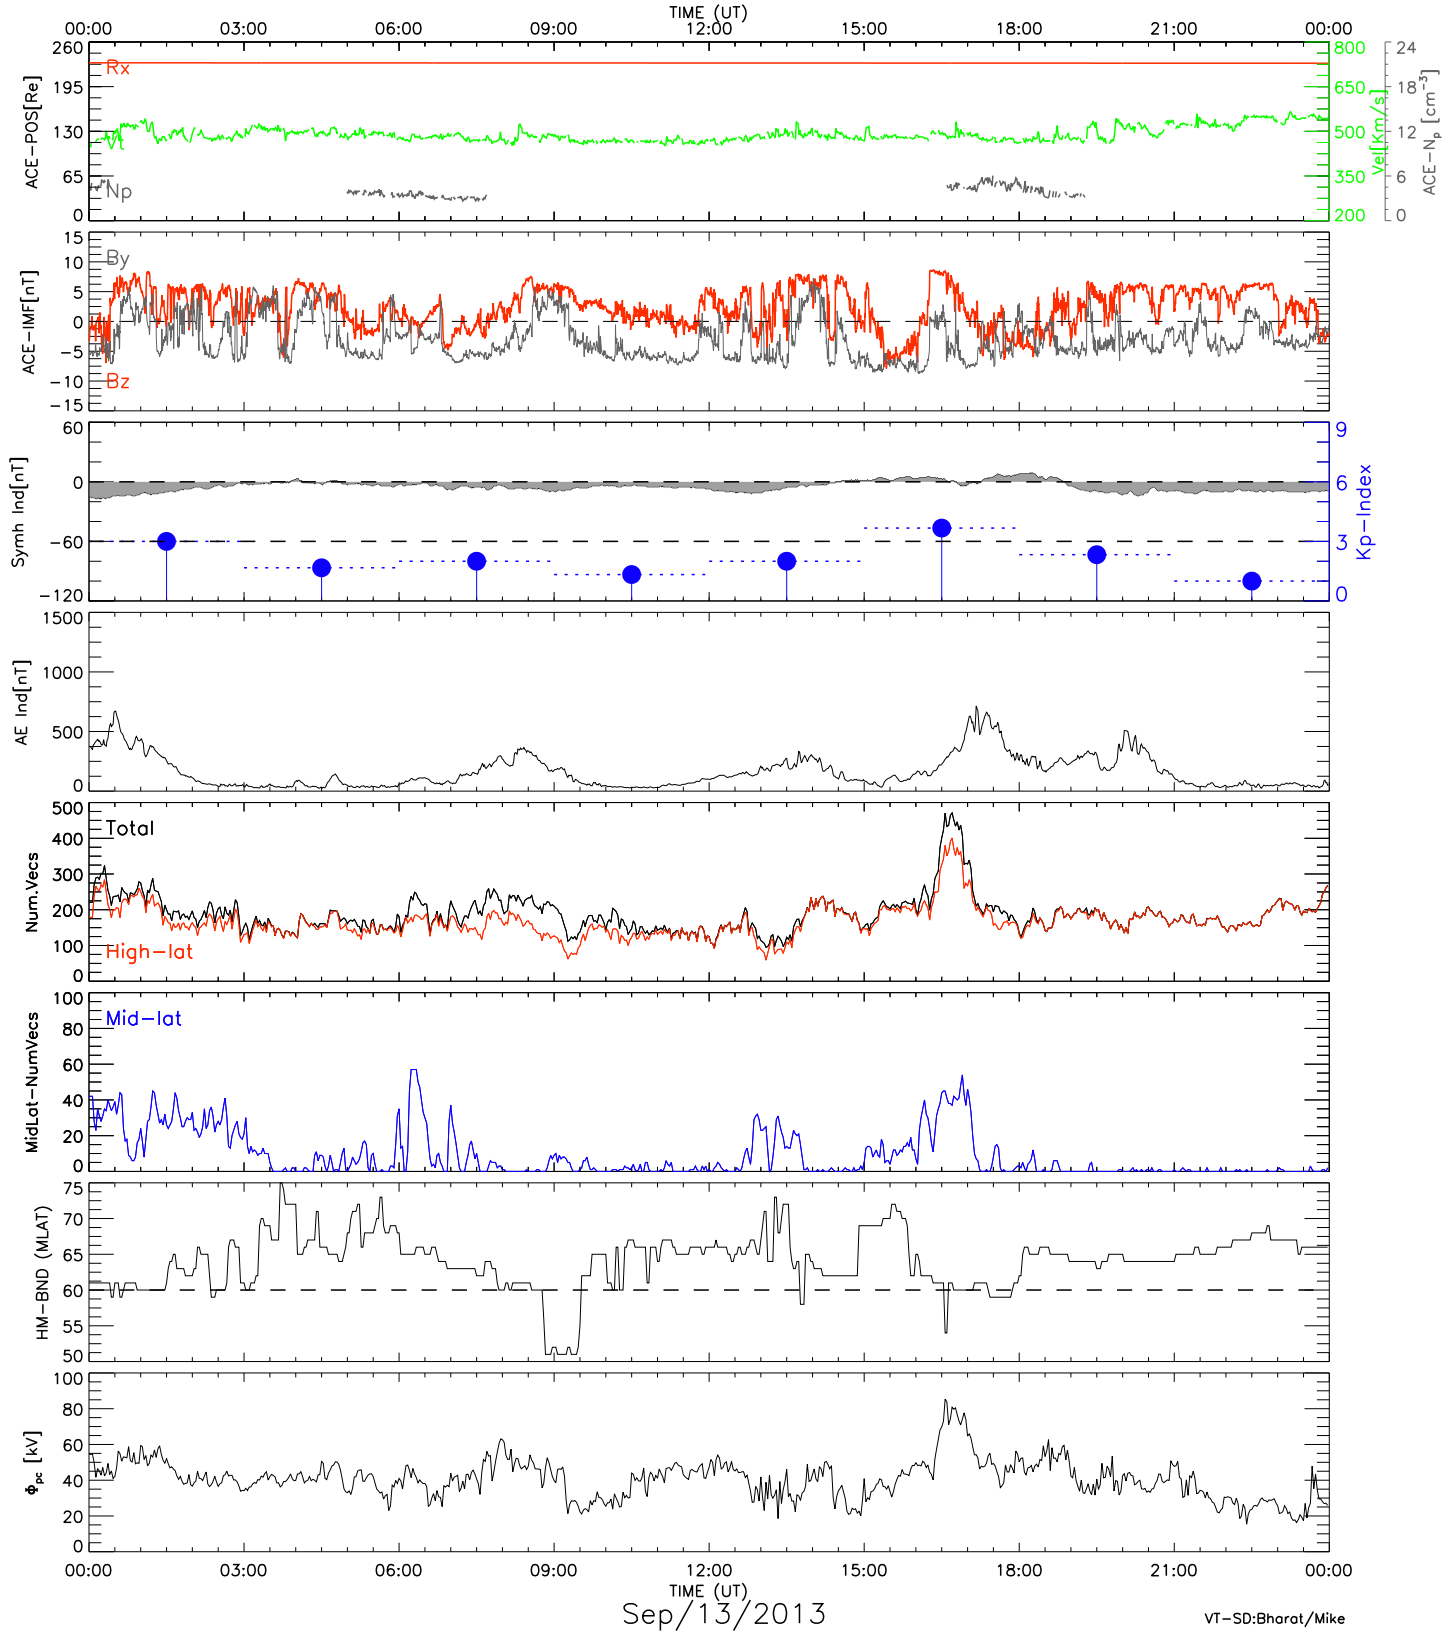 TIME (UT)
00:00 03:00 06:00 09:00 12:00 15:00 18:00 21:00 00:00
260 195 130 65 0
ACE-POS[Re]
Rx
Np
800 650 500 350 200
Vel[Km/s]
24 18 12 6 0
ACE-Np [cm-3]
15 10 5 0 -5 -10 -15
ACE-IMF[nT]
By
Bz
60 0 -60 -120
Symh Ind[nT]
9 6 3 0
Kp-Index
1500 1000 500 0
AE Ind[nT]
500 400 300 200 100 0
Num.Vecs
Total
High-lat
100 80 60 40 20 0
MidLat-NumVecs
Mid-lat
75 70 65 60 55 50
HM-BND (MLAT)
100 80 60 40 20 0
Φpc [kV]
00:00 03:00 06:00 09:00 12:00 15:00 18:00 21:00 00:00
TIME (UT)
Sep/13/2013
VT-SD:Bharat/Mike